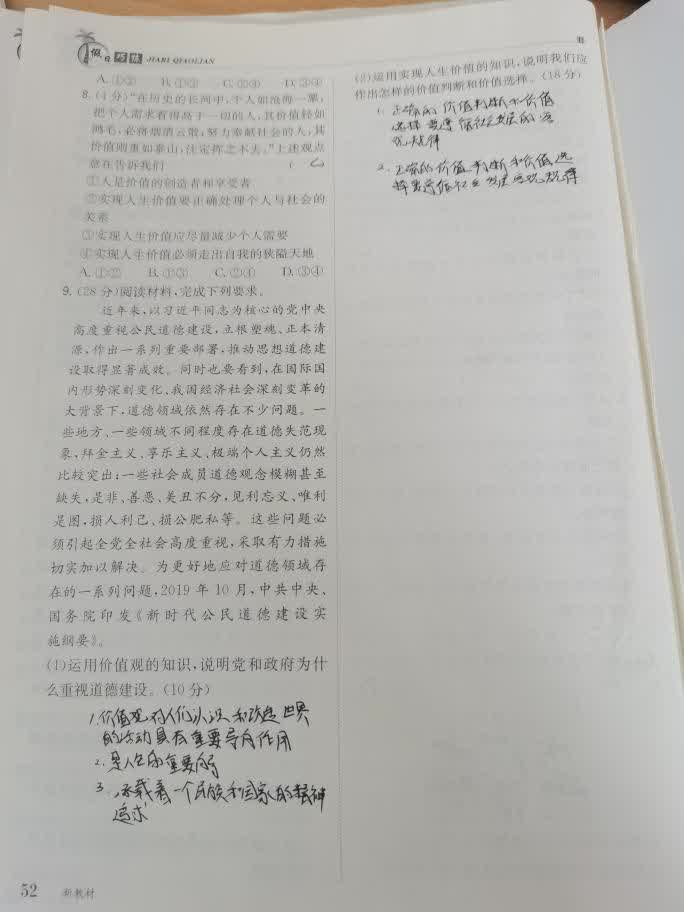 假日巧练 JIARI QIAOLIAN
A. ①② B. ①③ C. ②④ D. ③④
8. (4 分)“在历史的长河中,个人如沧海一粟,
把个人需求看得高于一切的人,其价值轻如
鸿毛,必将烟消云散;努力奉献社会的人,其
价值则重如泰山,注定挥之不去。”上述观点
意在告诉我们 ( C
①人是价值的创造者和享受者
②实现人生价值要正确处理个人与社会的
关系
③实现人生价值应尽量减少个人需要
④实现人生价值必须走出自我的狭隘天地
A. ①② B. ①③ C. ②④ D. ③④
9. (28 分)阅读材料,完成下列要求。
近年来,以习近平同志为核心的党中央
高度重视公民道德建设,立根塑魂、正本清
源,作出一系列重要部署,推动思想道德建
设取得显著成效。同时也要看到,在国际国
内形势深刻变化、我国经济社会深刻变革的
大背景下,道德领域依然存在不少问题。一
些地方、一些领域不同程度存在道德失范现
象,拜金主义、享乐主义、极端个人主义仍然
比较突出;一些社会成员道德观念模糊甚至
缺失,是非、善恶、美丑不分,见利忘义、唯利
是图,损人利己、损公肥私等。这些问题必
须引起全党全社会高度重视,采取有力措施
切实加以解决。为更好地应对道德领域存
在的一系列问题,2019 年 10 月,中共中央、
国务院印发《新时代公民道德建设实
施纲要》。
(1)运用价值观的知识,说明党和政府为什
么重视道德建设。(10 分)
1.价值观对人们认识和改造世界
的活动具有重要导向作用
2.是人生的重要的
3.承载着一个民族和国家的精神
追求
52 新教材
(2)运用实现人生价值的知识,说明我们应
作出怎样的价值判断和价值选择。(18 分)
1.正确的价值判断和价值
选择要遵循社会发展的客
观规律
2.正确的价值判断和价值选
择要遵循社会发展客观规律